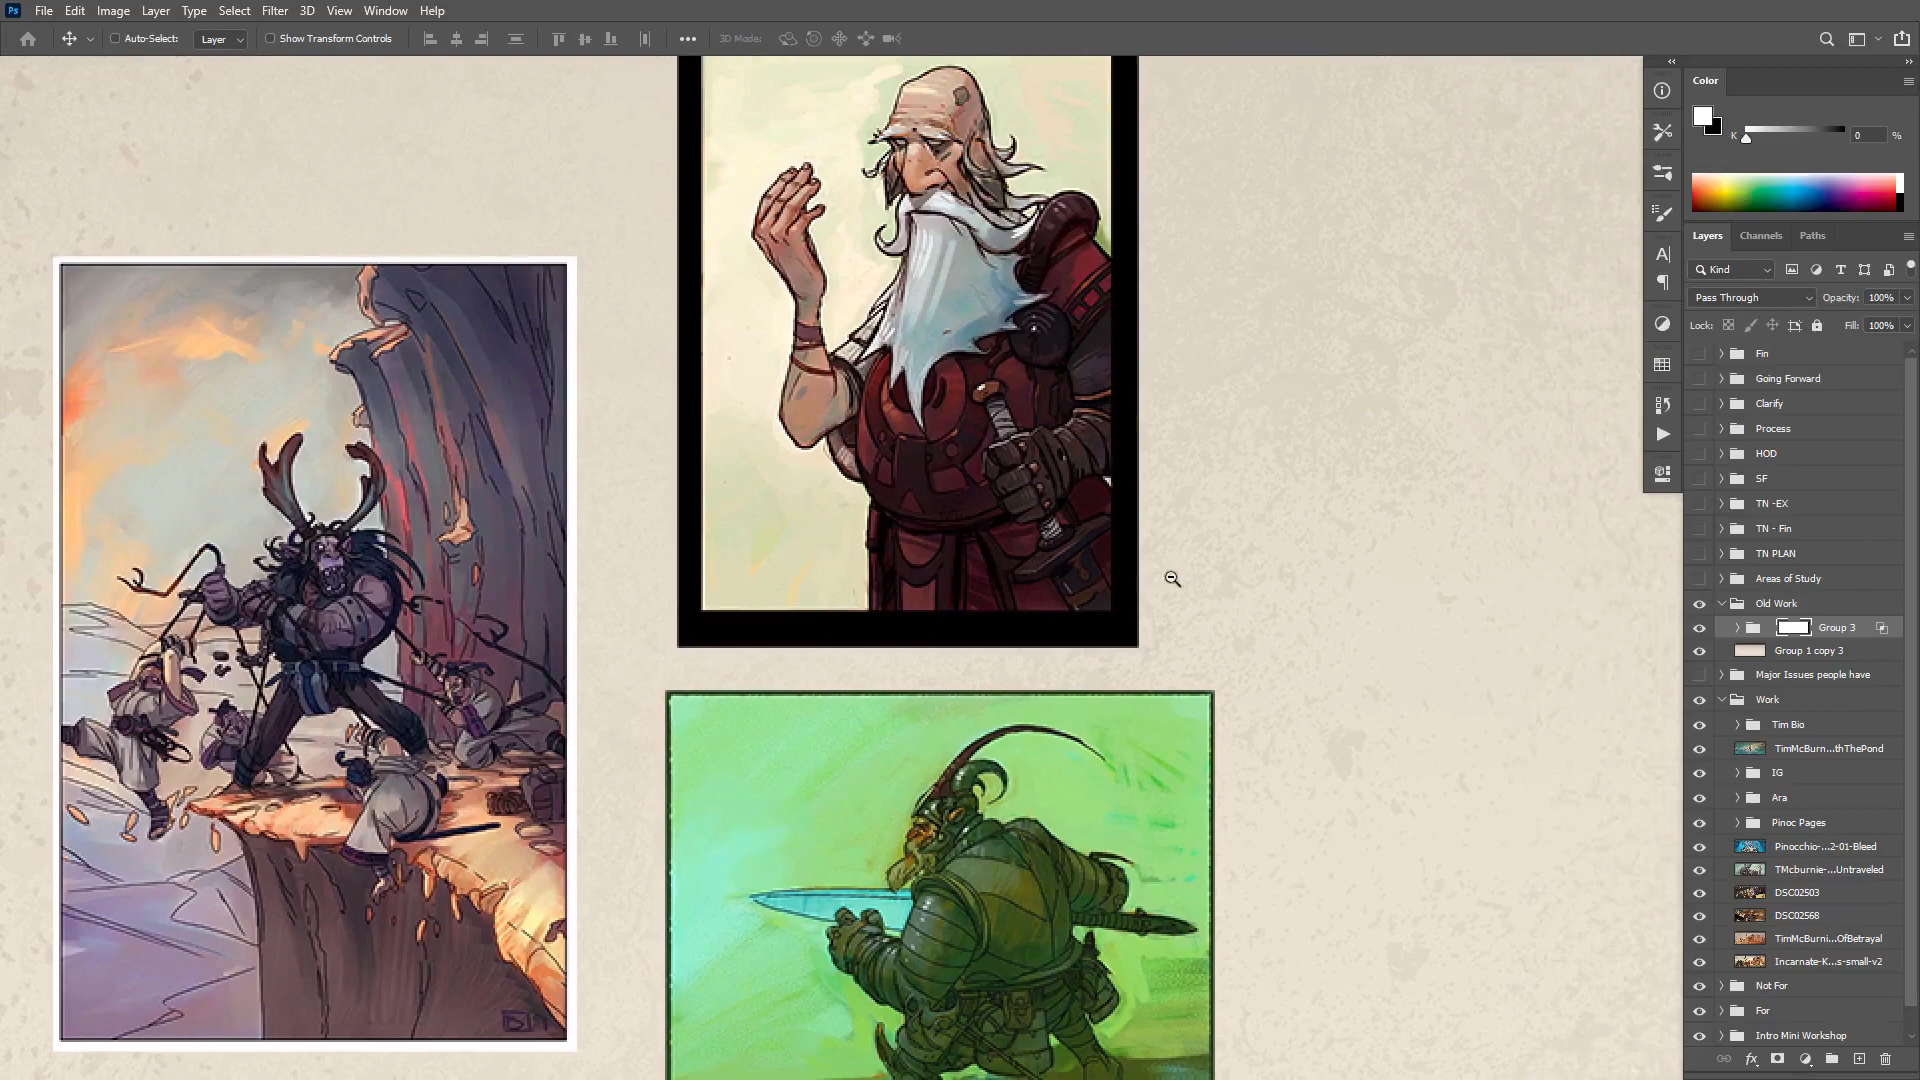 Ps File Edit Image Layer Type Select Filter 3D View Window Help
Auto-Select: Layer Show Transform Controls 3D Mode:
Color
K 0 %
Layers Channels Paths
Kind
Pass Through Opacity: 100%
Lock: Fill: 100%
Fin
Going Forward
Clarify
Process
HOD
SF
TN -EX
TN - Fin
TN PLAN
Areas of Study
Old Work
Group 3
Group 1 copy 3
Major Issues people have
Work
Tim Bio
TimMcBurn...thThePond
IG
Ara
Pinoc Pages
Pinocchio-...2-01-Bleed
TMcburnie-...Untraveled
DSC02503
DSC02568
TimMcBurni...OfBetrayal
Incarnate-K...s-small-v2
Not For
For
Intro Mini Workshop
fx